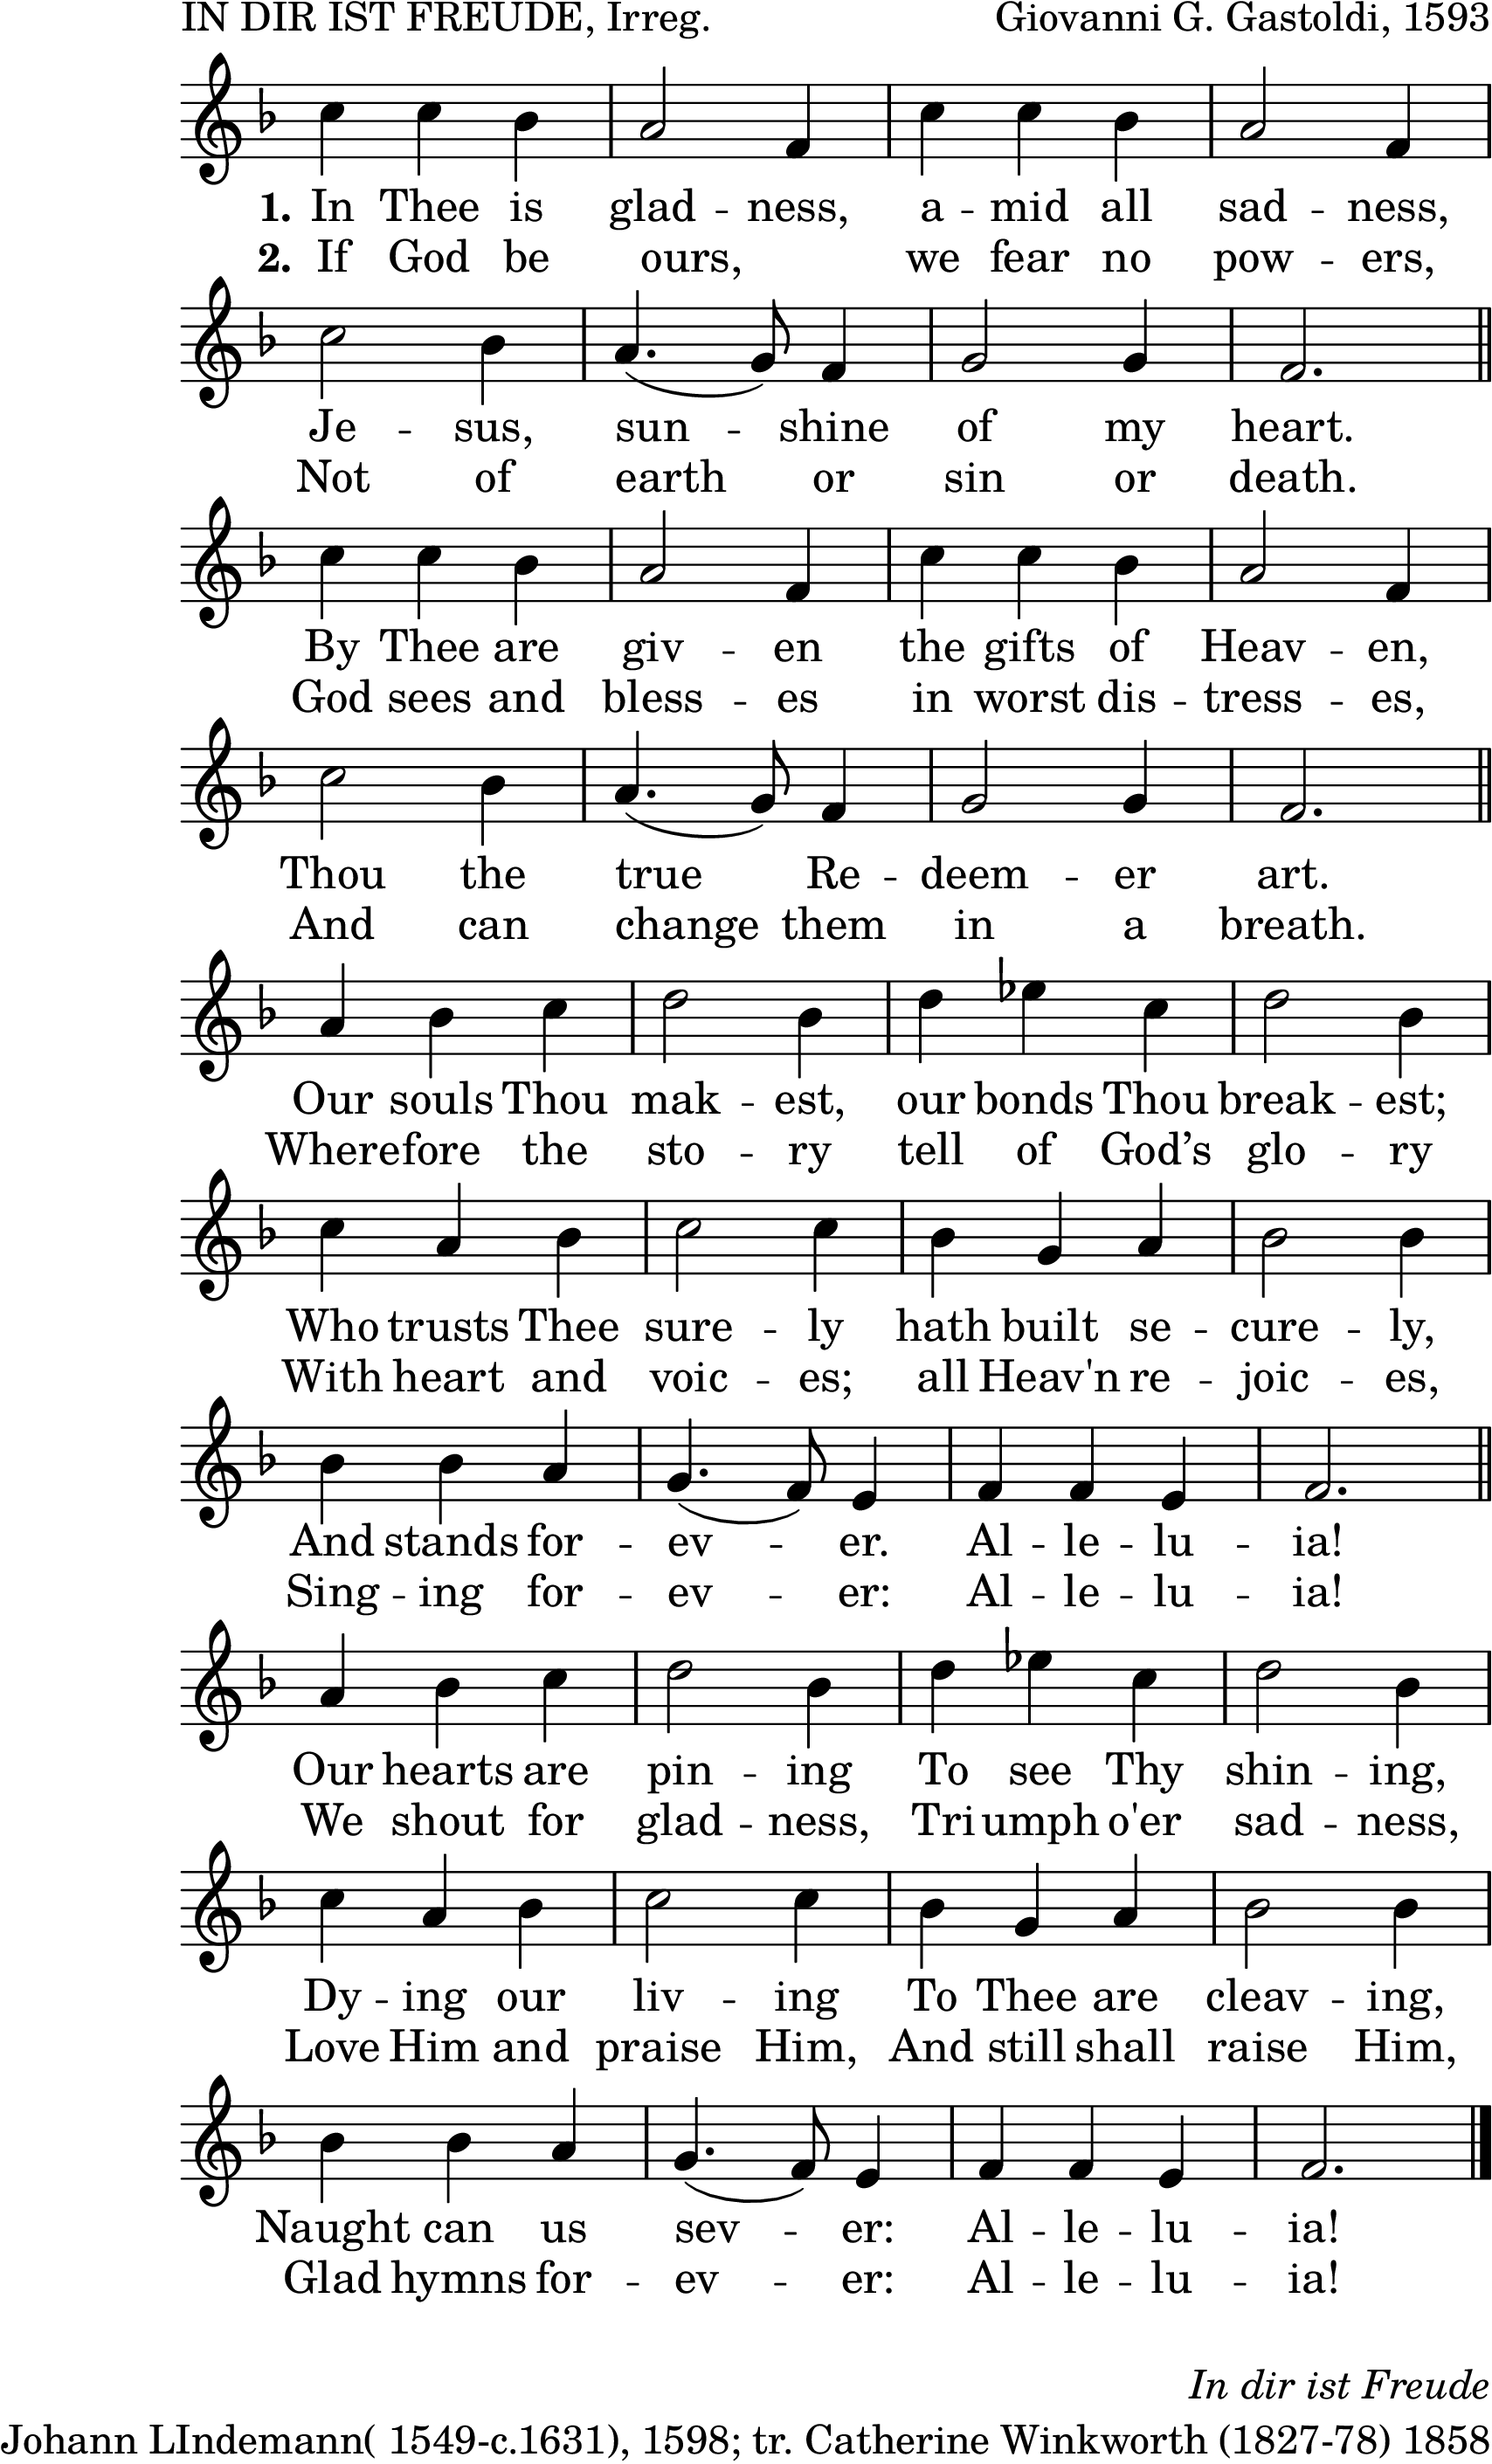 IN DIR IST FREUDE, Irreg. Giovanni G. Gastoldi, 1593
1. In Thee is glad -- ness, a -- mid all sad -- ness,
2. If God be ours, we fear no pow -- ers,
Je -- sus, sun -- shine of my heart.
Not of earth or sin or death.
By Thee are giv -- en the gifts of Heav -- en,
God sees and bless -- es in worst dis -- tress -- es,
Thou the true Re -- deem -- er art.
And can change them in a breath.
Our souls Thou mak -- est, our bonds Thou break -- est;
Wherefore the sto -- ry tell of God’s glo -- ry
Who trusts Thee sure -- ly hath built se -- cure -- ly,
With heart and voic -- es; all Heav'n re -- joic -- es,
And stands for -- ev -- er. Al -- le -- lu -- ia!
Sing -- ing for -- ev -- er: Al -- le -- lu -- ia!
Our hearts are pin -- ing To see Thy shin -- ing,
We shout for glad -- ness, Triumph o'er sad -- ness,
Dy -- ing our liv -- ing To Thee are cleav -- ing,
Love Him and praise Him, And still shall raise Him,
Naught can us sev -- er: Al -- le -- lu -- ia!
Glad hymns for -- ev -- er: Al -- le -- lu -- ia!
In dir ist Freude
Johann LIndemann( 1549-c.1631), 1598; tr. Catherine Winkworth (1827-78) 1858